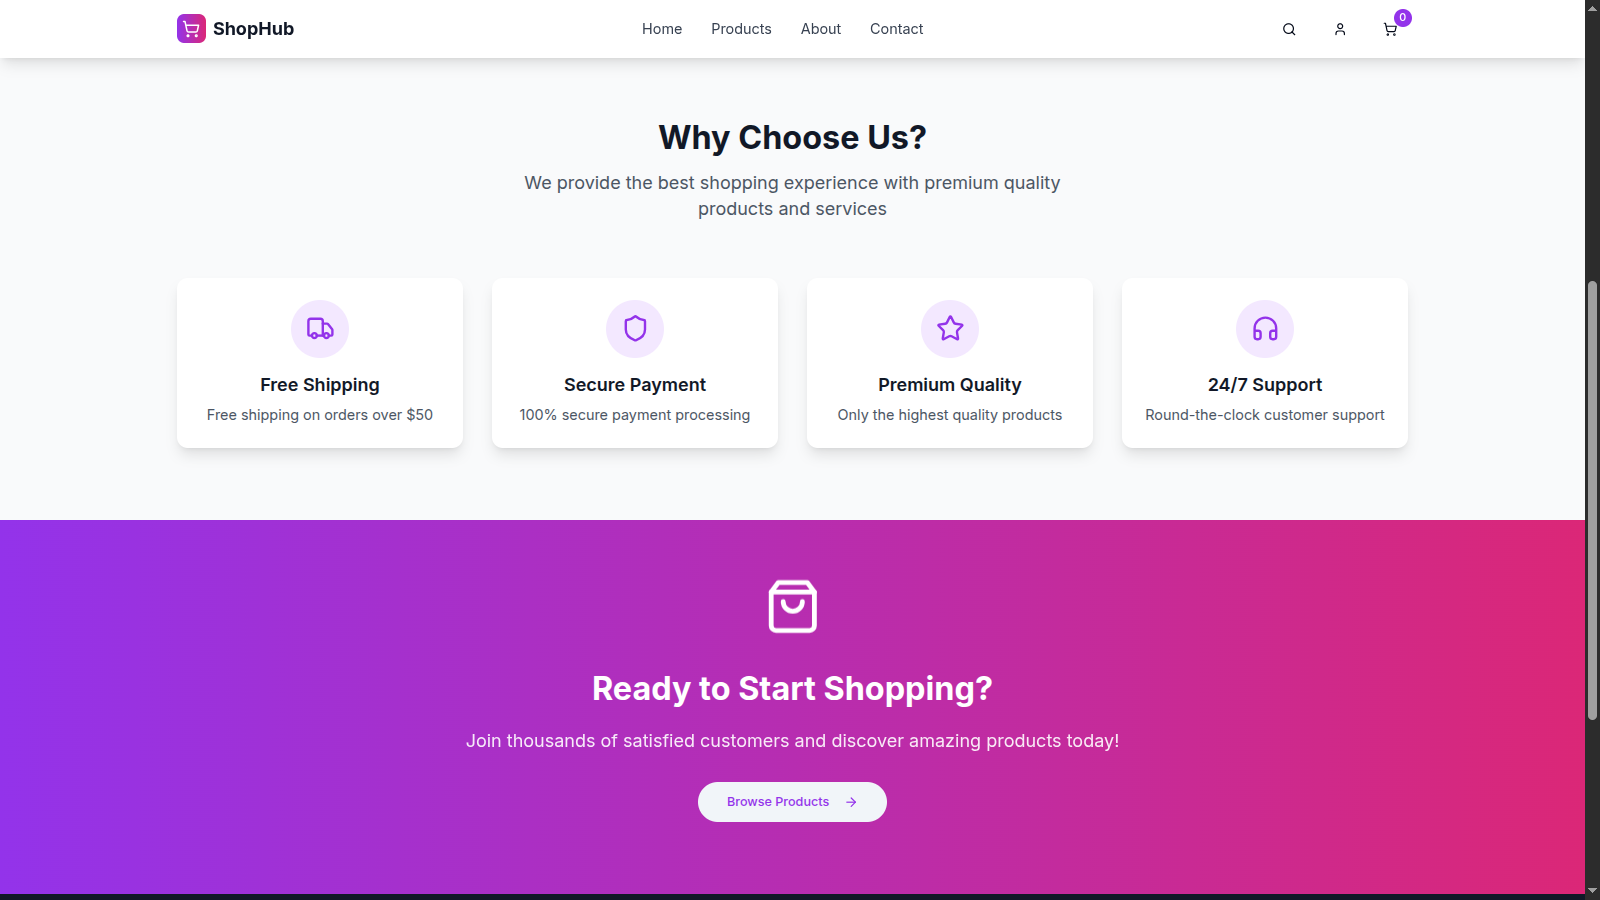 ShopHub
Home
Products
About
Contact
0
Why Choose Us?
We provide the best shopping experience with premium quality
products and services
Free Shipping
Free shipping on orders over $50
Secure Payment
100% secure payment processing
Premium Quality
Only the highest quality products
24/7 Support
Round-the-clock customer support
Ready to Start Shopping?
Join thousands of satisfied customers and discover amazing products today!
Browse Products